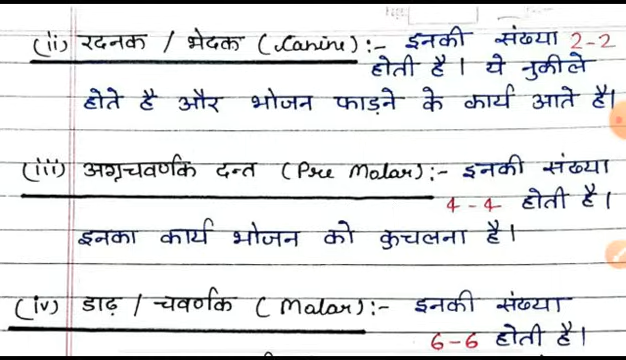 (ii) रदनक / भेदक (Canine) :- इनकी संख्या 2-2
होती है। ये नुकीले
होते है और भोजन फाड़ने के कार्य आते है।
(iii) अग्रचवर्णक दन्त (Pre Molar) :- इनकी संख्या
4-4 होती है।
इनका कार्य भोजन को कुचलना है।
(iv) डाढ़ / चवर्णक (Molar) :- इनकी संख्या
6-6 होती है।